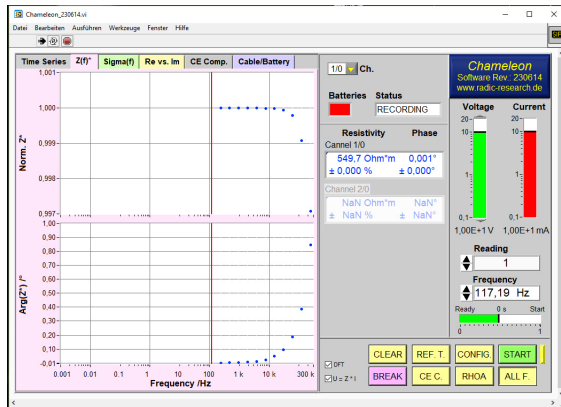 Chameleon_230614.vi
Datei Bearbeiten Ausführen Werkzeuge Fenster Hilfe
Time Series Z(f)* Sigma(f) Re vs. Im CE Comp. Cable/Battery
1/0 Ch.
Chameleon
Software Rev.: 230614
www.radic-research.de
Batteries Status
RECORDING
Resistivity Phase
Cannel 1/0
549,7 Ohm*m 0,001°
± 0,000 % ± 0,000°
Channel 2/0
NaN Ohm*m NaN°
± NaN % ± NaN°
Voltage Current
20- 20-
10- 10-
1- 1-
0,1- 0,1-
1,00E+1 V 1,00E+1 mA
Reading
1
Frequency
117,19 Hz
Ready 0 s Start
0 1
Norm. Z*
1,001-
1,000-
0,999-
0,998-
0,997-
Arg(Z*) /°
1,00-
0,90-
0,80-
0,70-
0,60-
0,50-
0,40-
0,30-
0,20-
0,10-
-0,01-
0.001 0.01 0.1 1 10 100 1 k 10 k 300 k
Frequency /Hz
DFT
U = Z * I
CLEAR REF. T. CONFIG. START
BREAK CE C. RHOA ALL F.